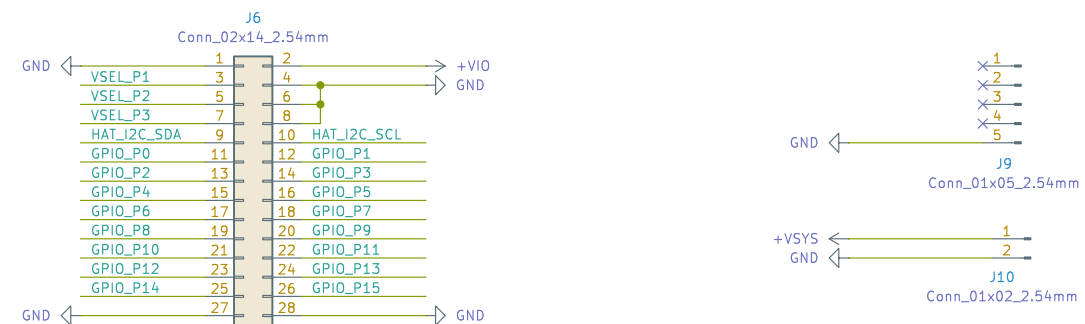 J6
Conn_02x14_2.54mm
GND 1 2 +VIO
VSEL_P1 3 4 GND
VSEL_P2 5 6
VSEL_P3 7 8
HAT_I2C_SDA 9 10 HAT_I2C_SCL
GPIO_P0 11 12 GPIO_P1
GPIO_P2 13 14 GPIO_P3
GPIO_P4 15 16 GPIO_P5
GPIO_P6 17 18 GPIO_P7
GPIO_P8 19 20 GPIO_P9
GPIO_P10 21 22 GPIO_P11
GPIO_P12 23 24 GPIO_P13
GPIO_P14 25 26 GPIO_P15
GND 27 28 GND
1
2
3
4
GND 5
J9
Conn_01x05_2.54mm
+VSYS 1
GND 2
J10
Conn_01x02_2.54mm